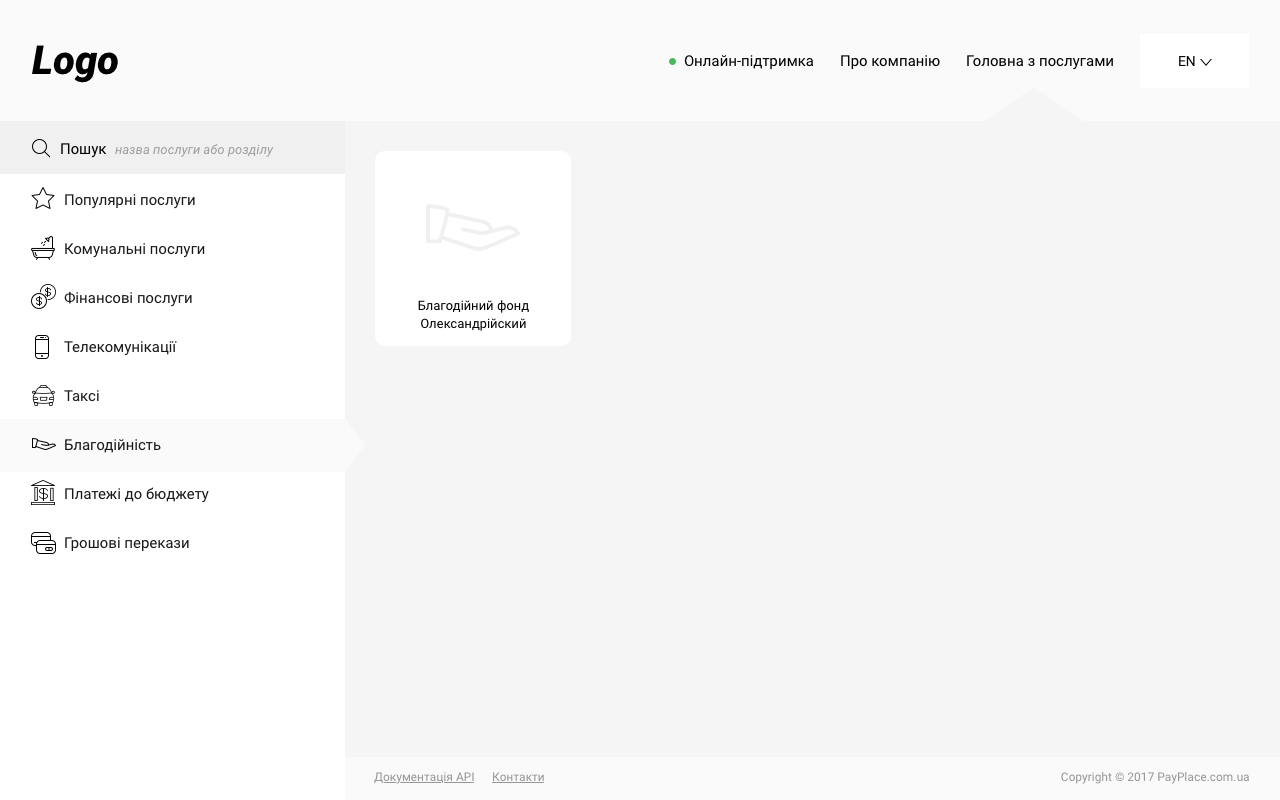 Logo
Онлайн-підтримка
Про компанію
Головна з послугами
EN
Пошук назва послуги або розділу
Популярні послуги
Комунальні послуги
Фінансові послуги
Телекомунікації
Таксі
Благодійність
Платежі до бюджету
Грошові перекази
Благодійний фонд
Олександрійский
Документація API
Контакти
Copyright © 2017 PayPlace.com.ua